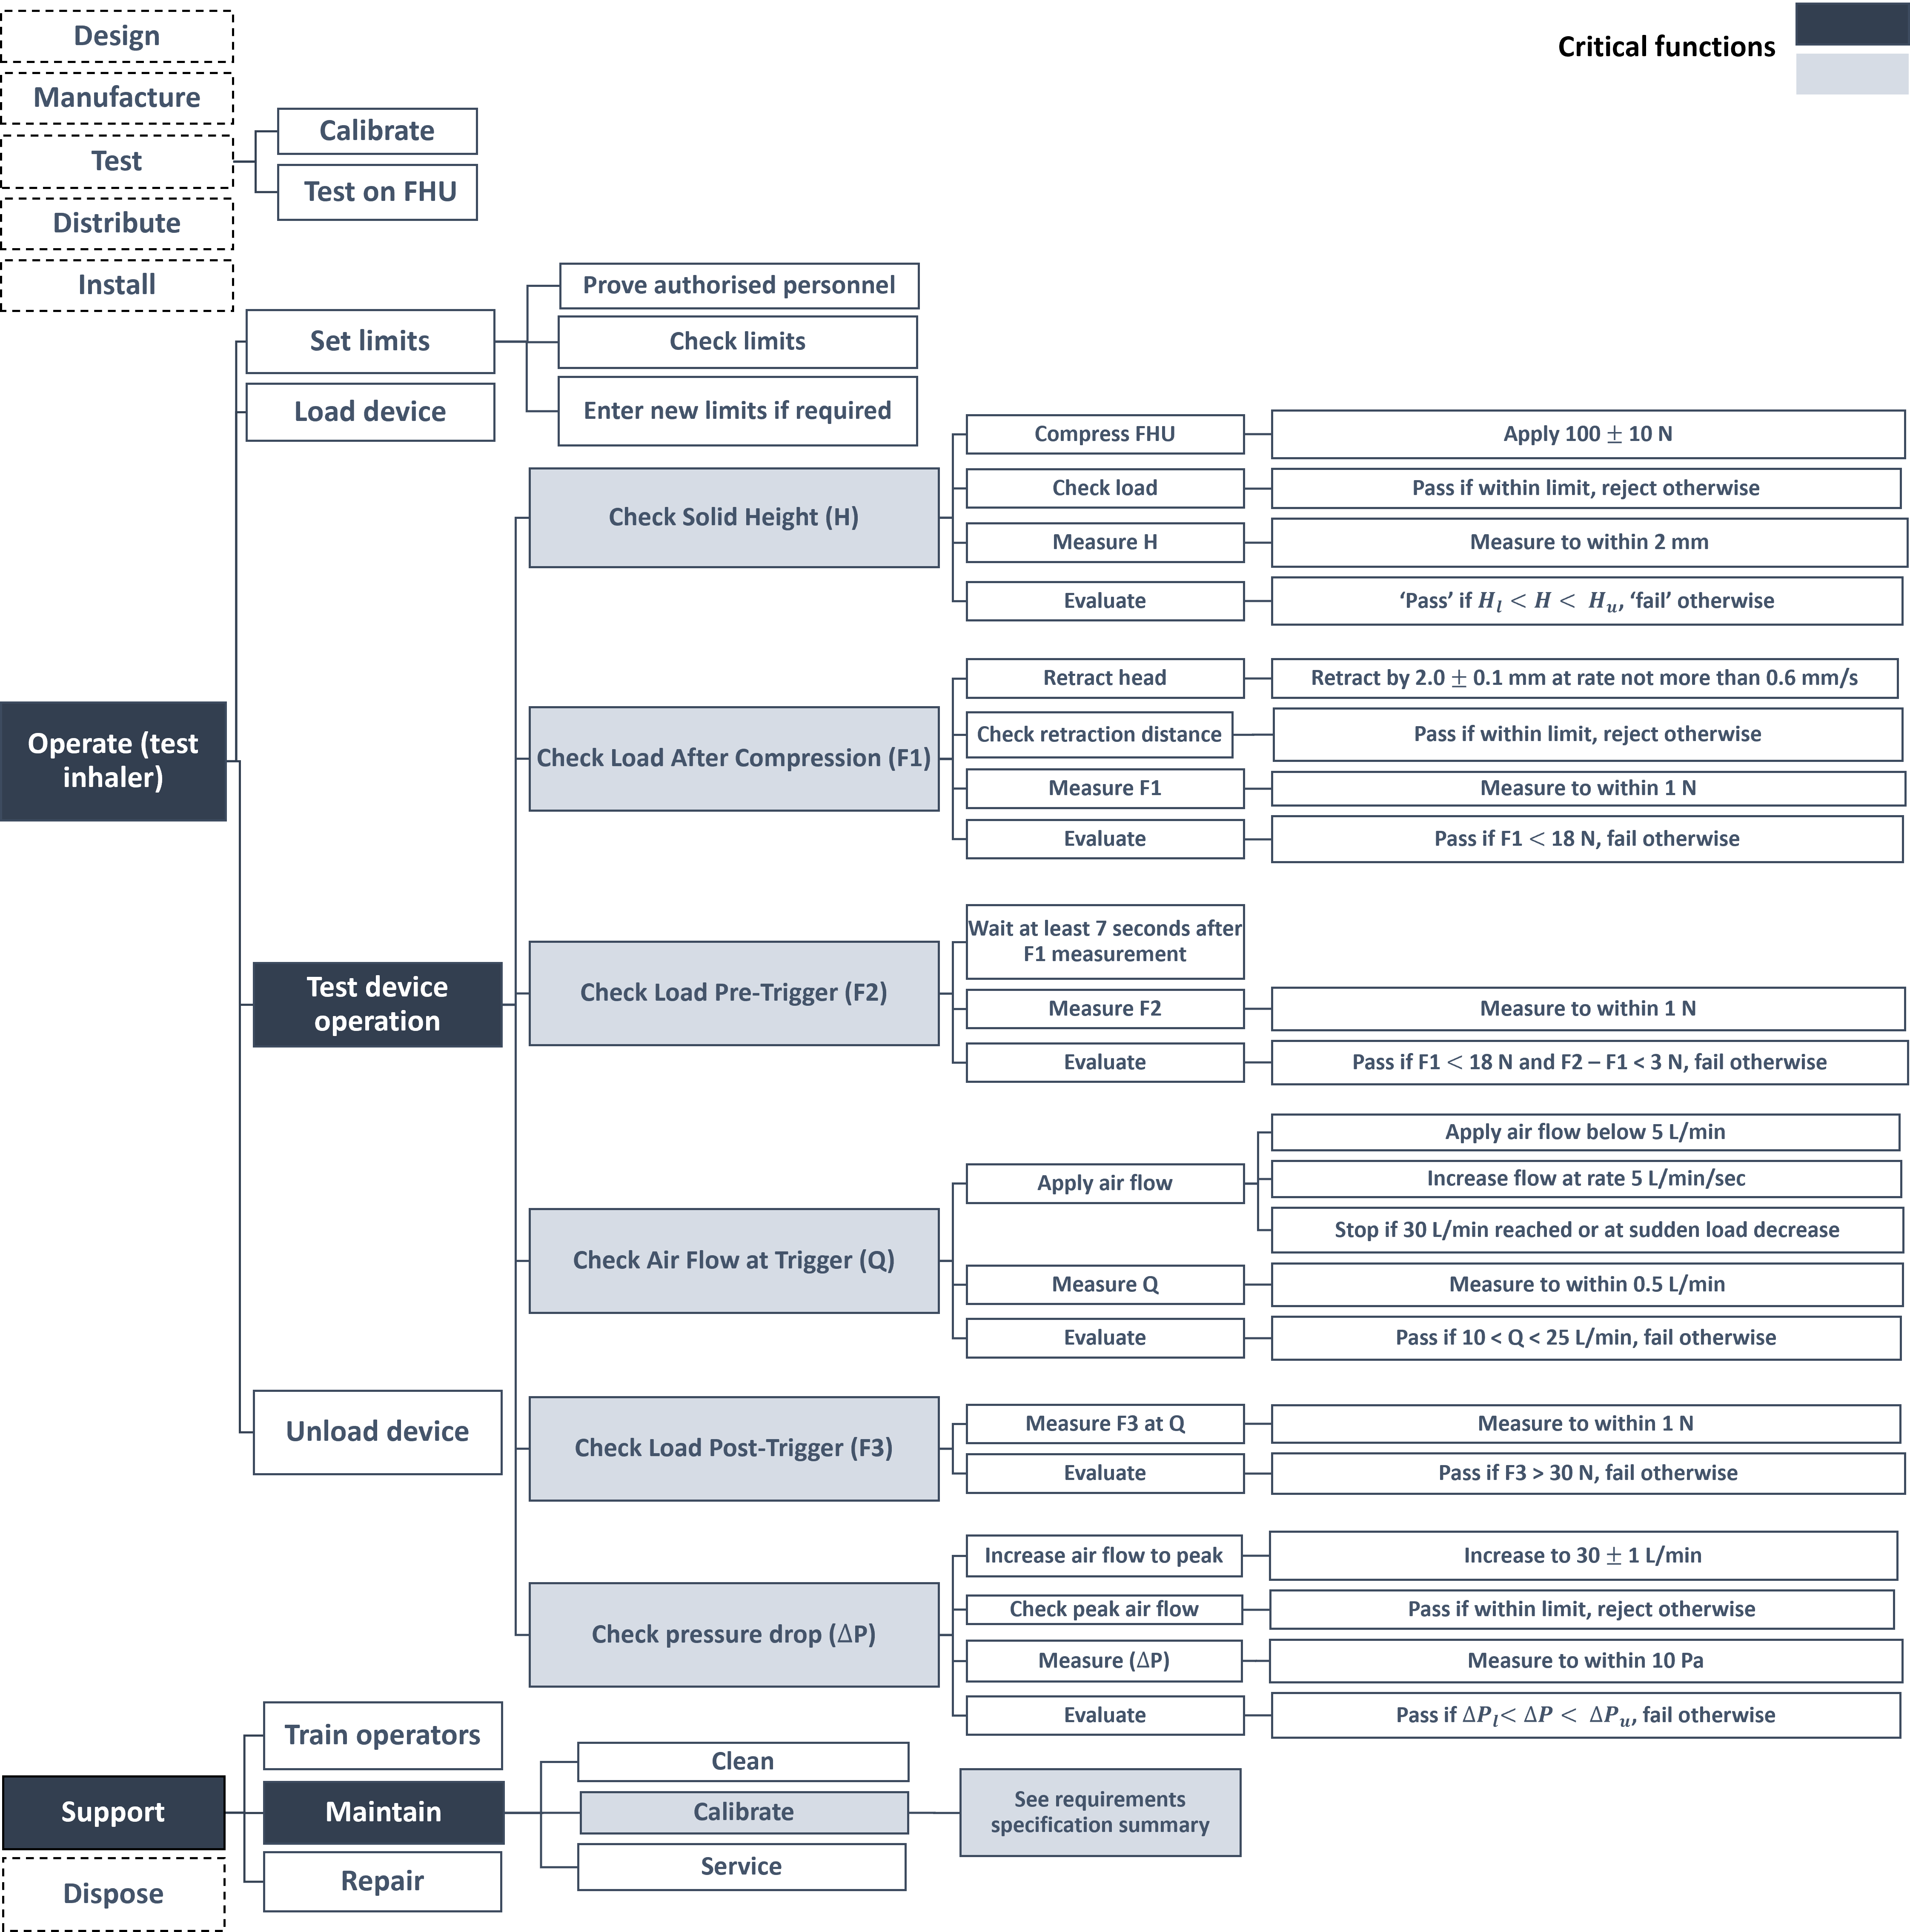 Design
Critical functions
Manufacture
Test
Calibrate
Test on FHU
Distribute
Install
Set limits
Prove authorised personnel
Check limits
Enter new limits if required
Load device
Operate (test
inhaler)
Test device
operation
Check Solid Height (H)
Compress FHU
Apply 100 ± 10 N
Check load
Pass if within limit, reject otherwise
Measure H
Measure to within 2 mm
Evaluate
‘Pass’ if H_l < H < H_u, ‘fail’ otherwise
Check Load After Compression (F1)
Retract head
Retract by 2.0 ± 0.1 mm at rate not more than 0.6 mm/s
Check retraction distance
Pass if within limit, reject otherwise
Measure F1
Measure to within 1 N
Evaluate
Pass if F1 < 18 N, fail otherwise
Check Load Pre-Trigger (F2)
Wait at least 7 seconds after
F1 measurement
Measure F2
Measure to within 1 N
Evaluate
Pass if F1 < 18 N and F2 – F1 < 3 N, fail otherwise
Check Air Flow at Trigger (Q)
Apply air flow
Apply air flow below 5 L/min
Increase flow at rate 5 L/min/sec
Stop if 30 L/min reached or at sudden load decrease
Measure Q
Measure to within 0.5 L/min
Evaluate
Pass if 10 < Q < 25 L/min, fail otherwise
Check Load Post-Trigger (F3)
Measure F3 at Q
Measure to within 1 N
Evaluate
Pass if F3 > 30 N, fail otherwise
Check pressure drop (ΔP)
Increase air flow to peak
Increase to 30 ± 1 L/min
Check peak air flow
Pass if within limit, reject otherwise
Measure (ΔP)
Measure to within 10 Pa
Evaluate
Pass if ΔP_l < ΔP < ΔP_u, fail otherwise
Unload device
Support
Train operators
Maintain
Clean
Calibrate
See requirements
specification summary
Service
Repair
Dispose